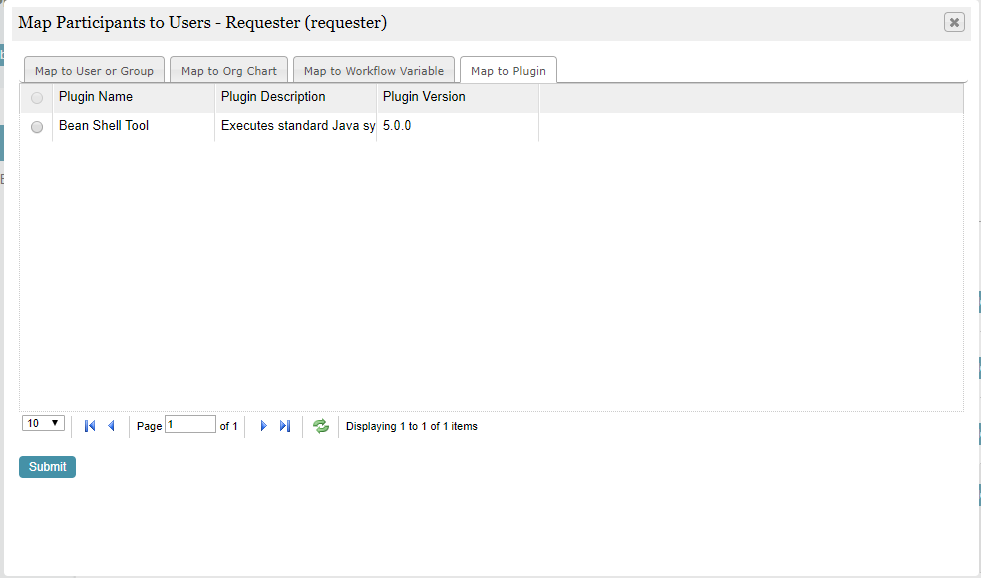 Map Participants to Users - Requester (requester)
Map to User or Group Map to Org Chart Map to Workflow Variable Map to Plugin
Plugin Name Plugin Description Plugin Version
Bean Shell Tool Executes standard Java sy 5.0.0
10 Page 1 of 1 Displaying 1 to 1 of 1 items
Submit